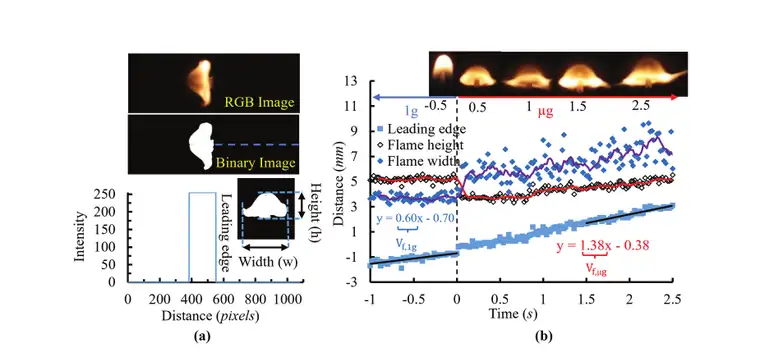 RGB Image
Binary Image
250
200
150
100
50
0
Intensity
Leading edge
Height (h)
Width (w)
0 200 400 600 800 1000
Distance (pixels)
(a)
13
11
9
7
5
3
1
-1
-3
Distance (mm)
-0.5 0.5 1 1.5 2.5
1g
µg
Leading edge
Flame height
Flame width
y = 0.60x - 0.70
Vf,1g
y = 1.38x - 0.38
Vf,µg
-1 -0.5 0 0.5 1 1.5 2 2.5
Time (s)
(b)